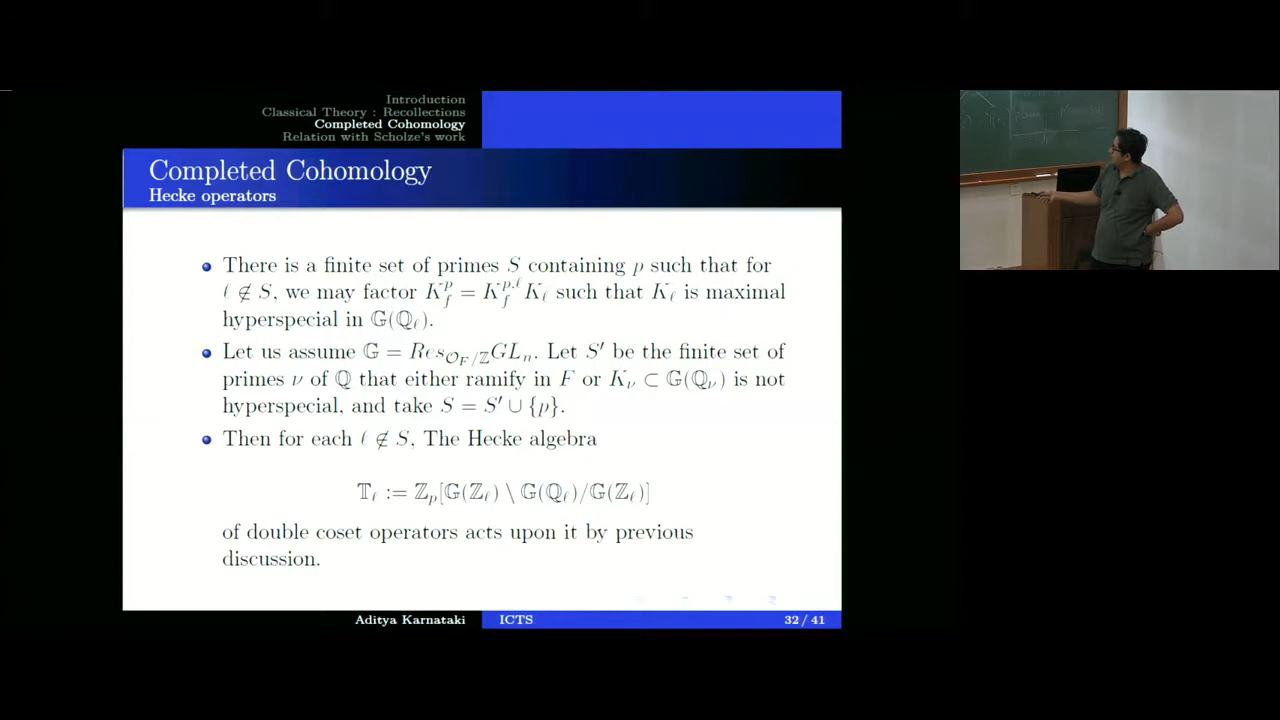 Introduction
Classical Theory : Recollections
Completed Cohomology
Relation with Scholze's work
Completed Cohomology
Hecke operators
There is a finite set of primes S containing p such that for
ℓ ∉ S, we may factor K_f^p = K_f^{p,ℓ} K_ℓ such that K_ℓ is maximal
hyperspecial in 𝔾(ℚ_ℓ).
Let us assume 𝔾 = Res_{𝒪_F/ℤ}GL_n. Let S′ be the finite set of
primes ν of ℚ that either ramify in F or K_ν ⊂ 𝔾(ℚ_ν) is not
hyperspecial, and take S = S′ ∪ {p}.
Then for each ℓ ∉ S, The Hecke algebra
𝕋_ℓ := ℤ_p[𝔾(ℤ_ℓ) \ 𝔾(ℚ_ℓ)/𝔾(ℤ_ℓ)]
of double coset operators acts upon it by previous
discussion.
Aditya Karnataki ICTS 32 / 41